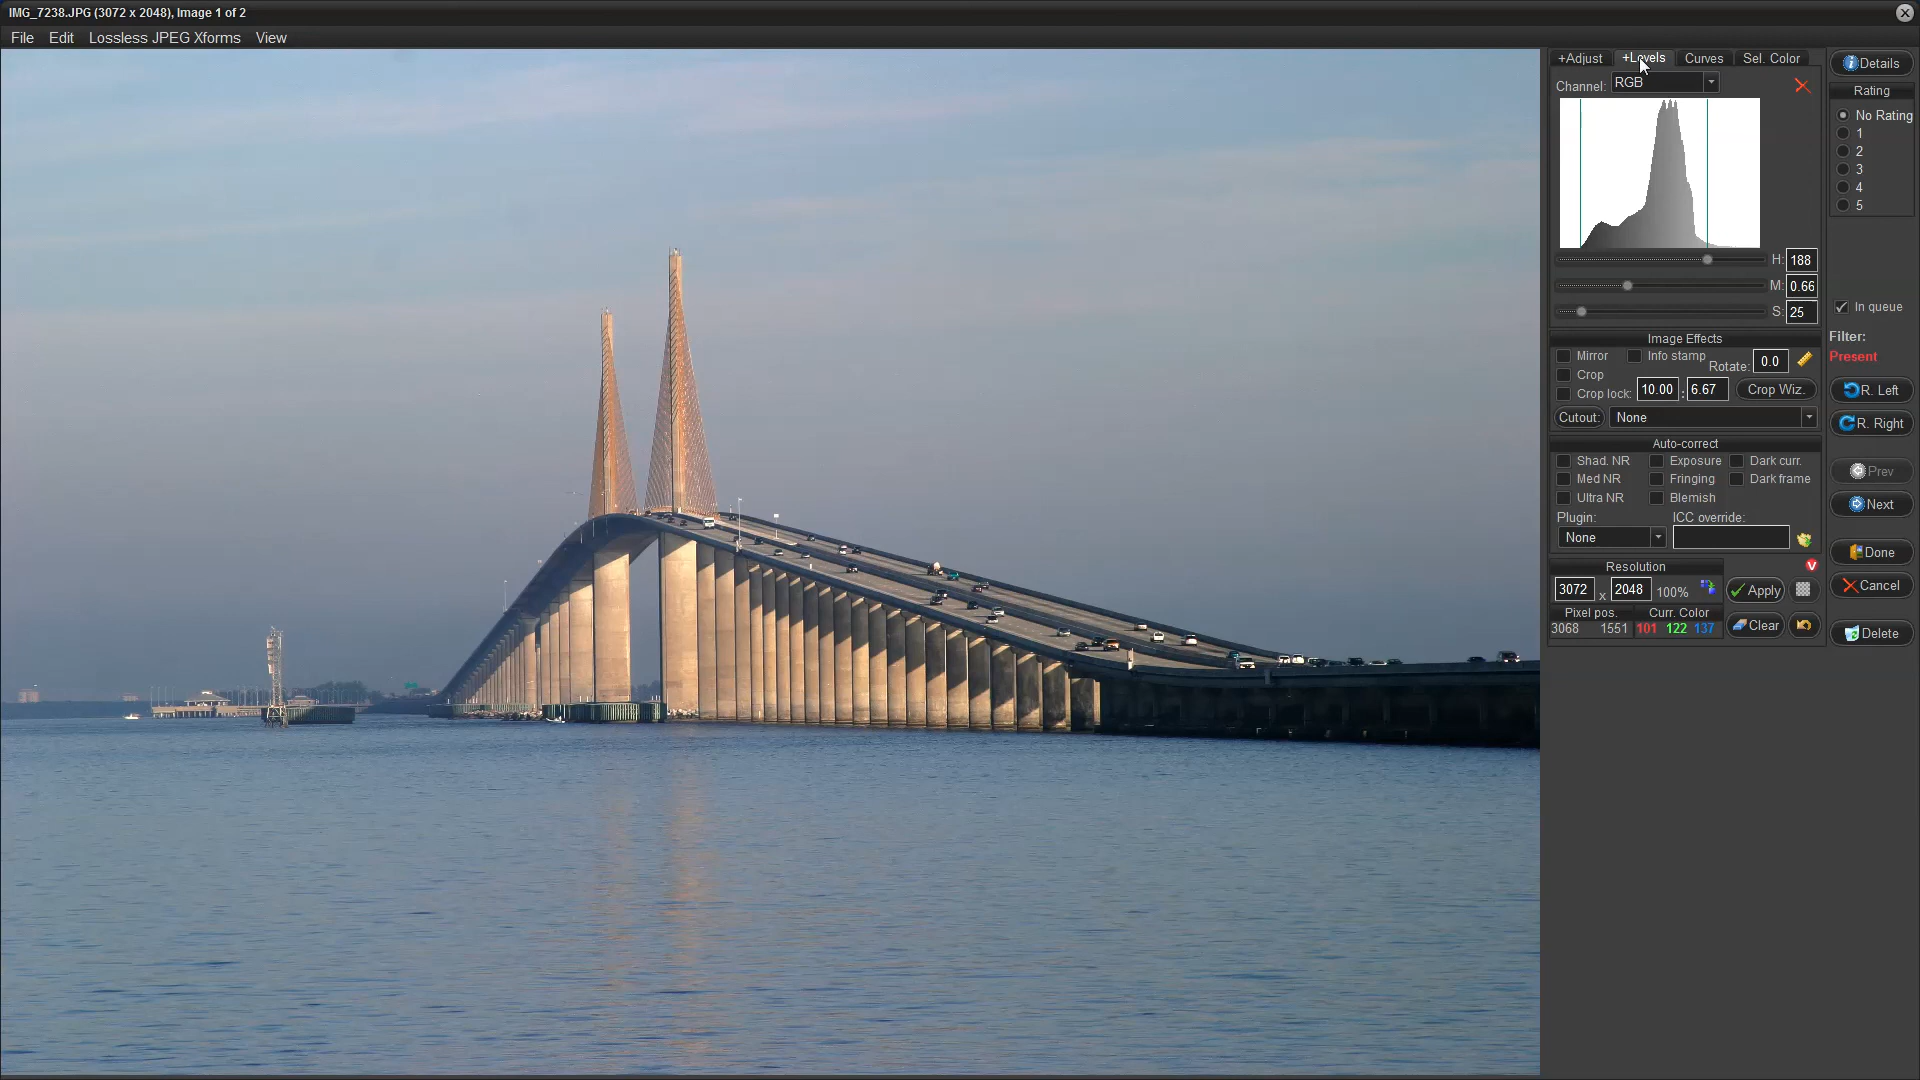 IMG_7238.JPG (3072 x 2048), Image 1 of 2
File Edit Lossless JPEG Xforms View
+Adjust +Levels Curves Sel. Color
Channel: RGB
H: 188
M: 0.66
S: 25
Image Effects
Mirror Info stamp Rotate: 0.0
Crop
Crop lock: 10.00 : 6.67 Crop Wiz.
Cutout: None
Auto-correct
Shad. NR Exposure Dark curr.
Med NR Fringing Dark frame
Ultra NR Blemish
Plugin: ICC override:
None
Resolution
3072 x 2048 100% Apply
Pixel pos. Curr. Color
3068 1551 101 122 137 Clear
Details
Rating
No Rating
1
2
3
4
5
In queue
Filter:
Present
R. Left
R. Right
Prev
Next
Done
V
Cancel
Delete